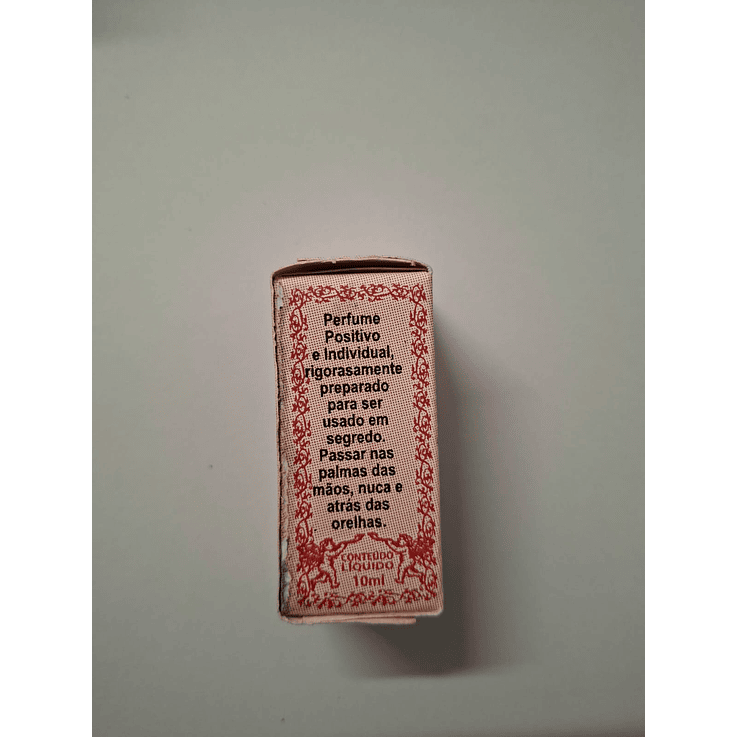 Perfume
Positivo
e Individual,
rigorasamente
preparado
para ser
usado em
segredo.
Passar nas
palmas das
mãos, nuca e
atrás das
orelhas.
CONTEÚDO
LÍQUIDO
10ml